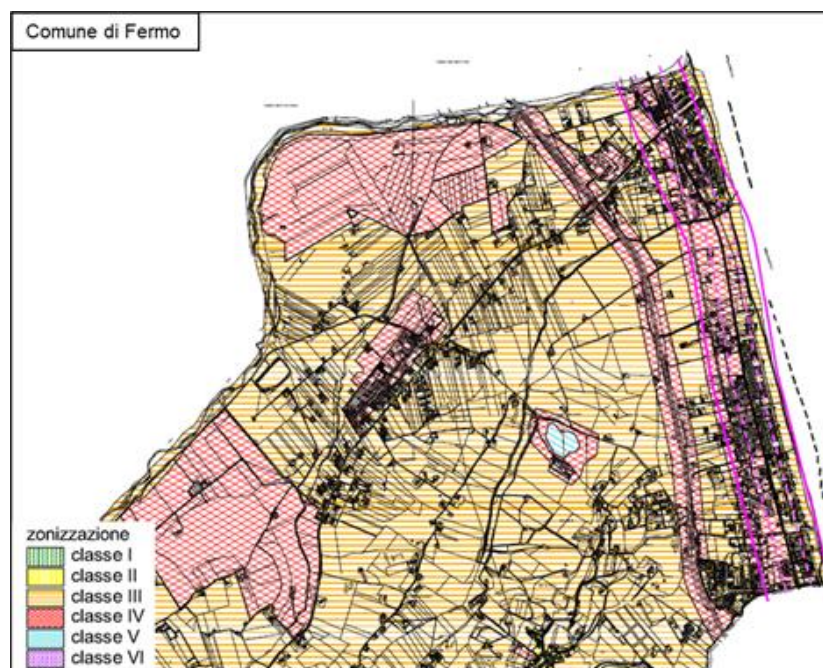 Comune di Fermo
zonizzazione
classe I
classe II
classe III
classe IV
classe V
classe VI